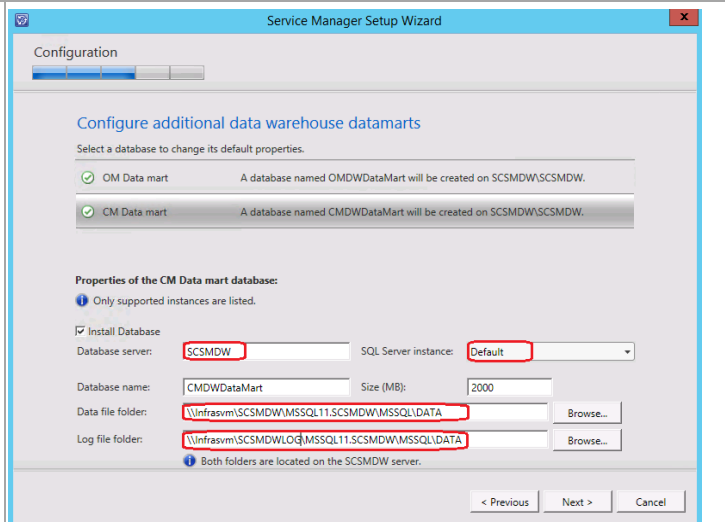 Service Manager Setup Wizard
x
Configuration
Configure additional data warehouse datamarts
Select a database to change its default properties.
OM Data mart A database named OMDWDataMart will be created on SCSMDW\SCSMDW.
CM Data mart A database named CMDWDataMart will be created on SCSMDW\SCSMDW.
Properties of the CM Data mart database:
Only supported instances are listed.
Install Database
Database server: SCSMDW SQL Server instance: Default
Database name: CMDWDataMart Size (MB): 2000
Data file folder: \\Infrasvm\SCSMDW\MSSQL11.SCSMDW\MSSQL\DATA Browse...
Log file folder: \\Infrasvm\SCSMDWLOG\MSSQL11.SCSMDW\MSSQL\DATA Browse...
Both folders are located on the SCSMDW server.
< Previous Next > Cancel